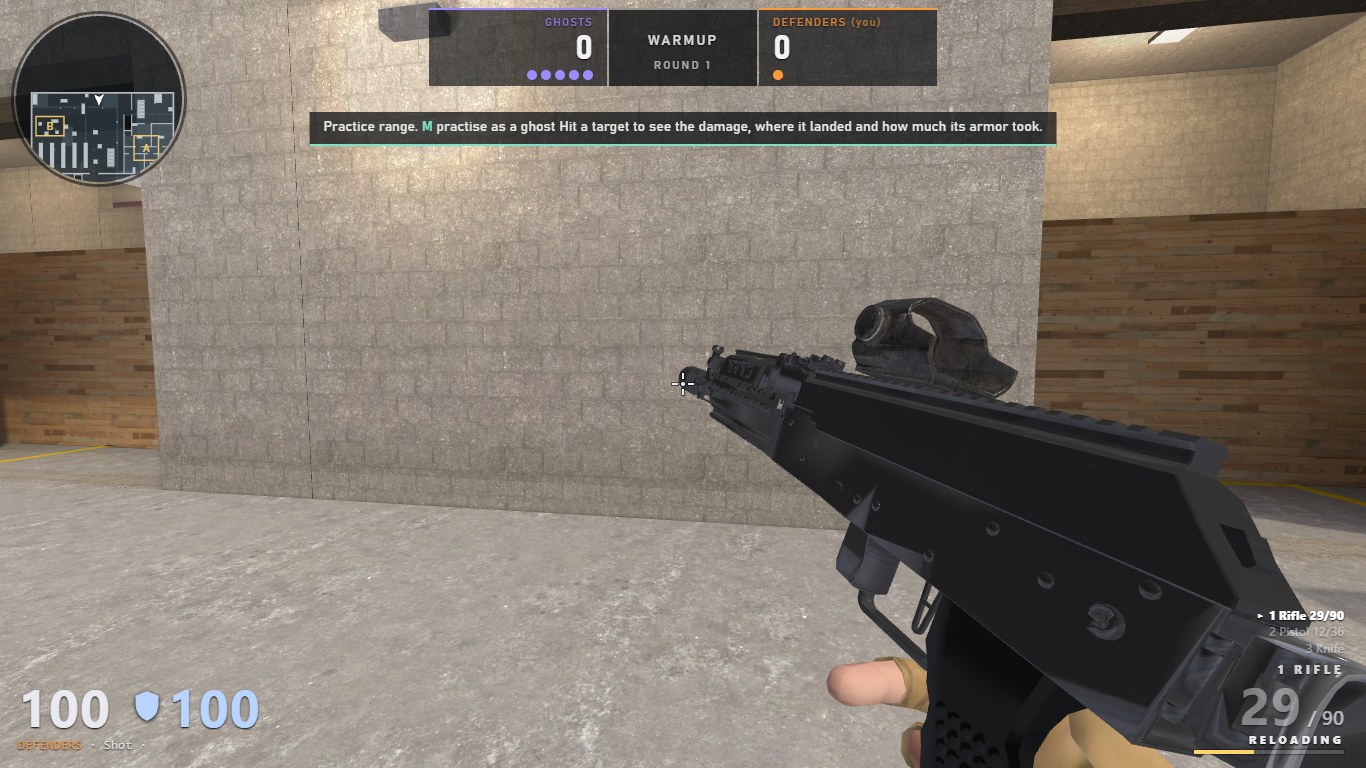 GHOSTS
0
WARMUP
ROUND 1
DEFENDERS (you)
0
Practice range. M practise as a ghost Hit a target to see the damage, where it landed and how much its armor took.
B
A
1 Rifle 29/90
2 Pistol 12/36
3 Knife
1 RIFLE
29 / 90
RELOADING
100 100
DEFENDERS · Shot ·